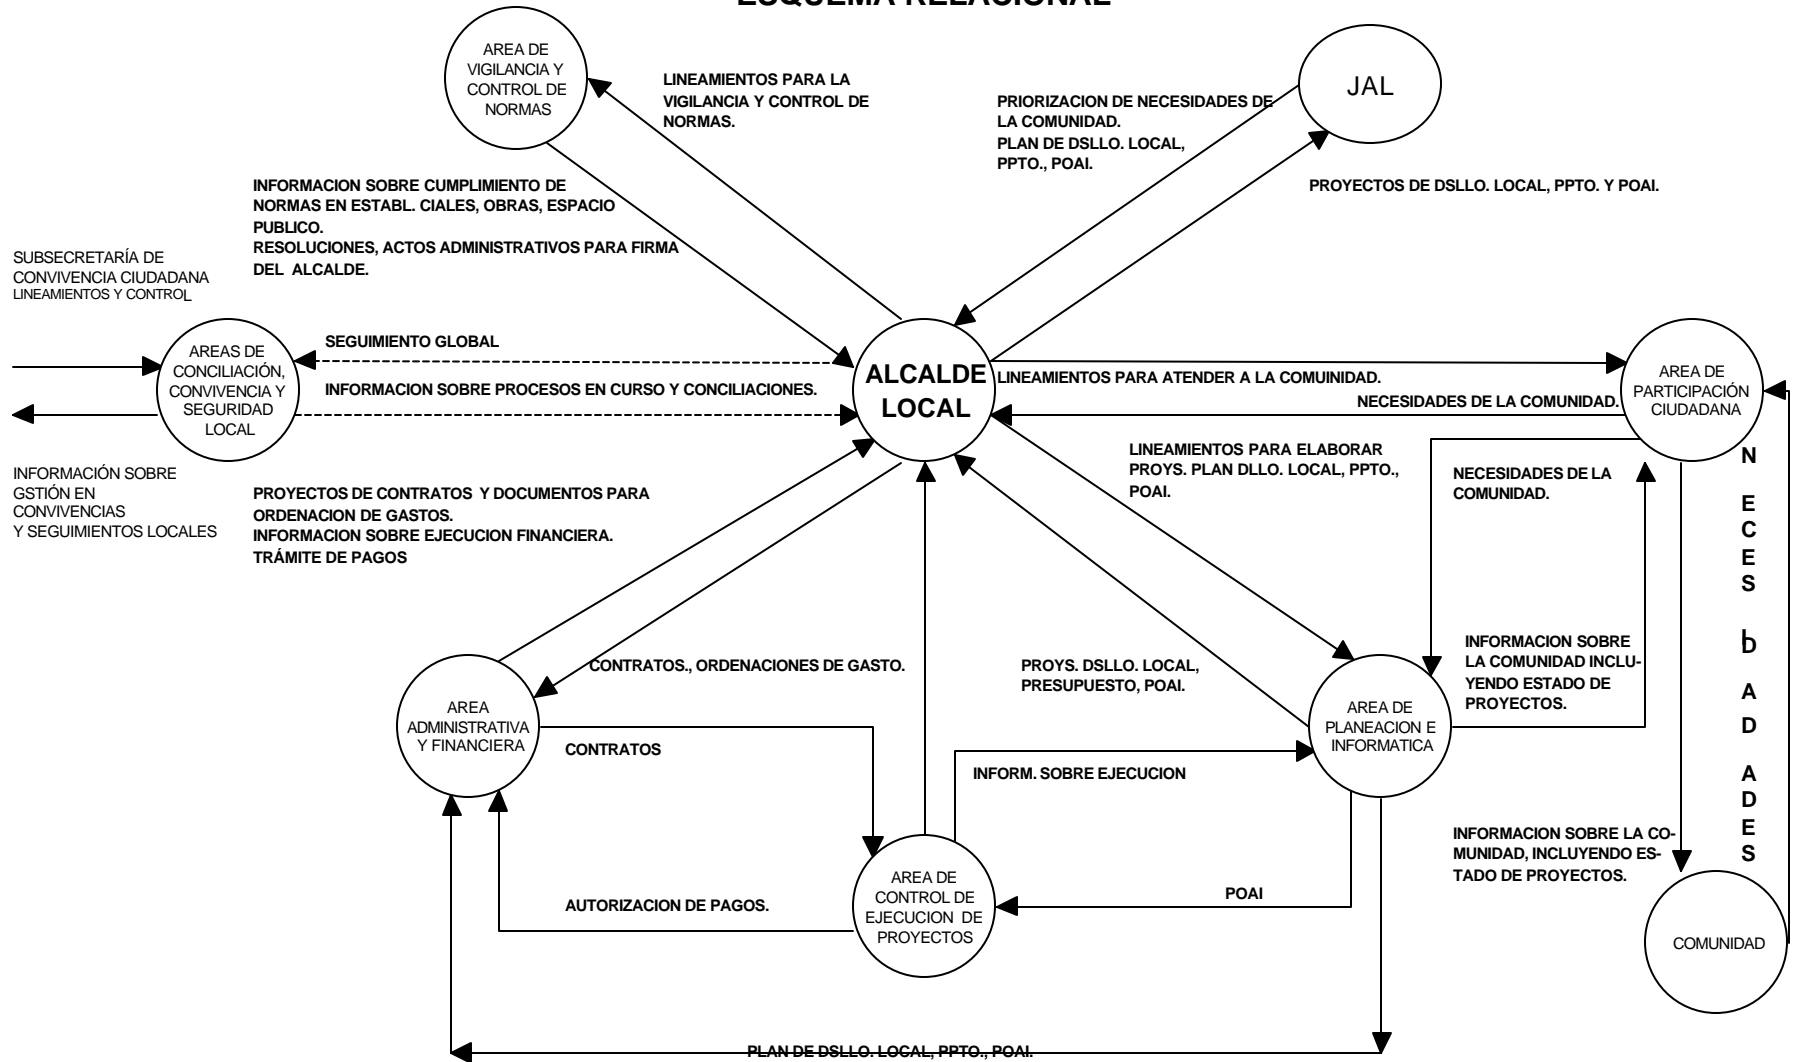 ESQUEMA RELACIONAL
AREA DE
VIGILANCIA Y
CONTROL DE
NORMAS
LINEAMIENTOS PARA LA
VIGILANCIA Y CONTROL DE
NORMAS.
PRIORIZACION DE NECESIDADES DE
LA COMUNIDAD.
PLAN DE DSLLO. LOCAL,
PPTO., POAI.
JAL
PROYECTOS DE DSLLO. LOCAL, PPTO. Y POAI.
INFORMACION SOBRE CUMPLIMIENTO DE
NORMAS EN ESTABL. CIALES, OBRAS, ESPACIO
PUBLICO.
RESOLUCIONES, ACTOS ADMINISTRATIVOS PARA FIRMA
DEL ALCALDE.
SUBSECRETARÍA DE
CONVIVENCIA CIUDADANA
LINEAMIENTOS Y CONTROL
AREAS DE
CONCILIACIÓN,
CONVIVENCIA Y
SEGURIDAD
LOCAL
SEGUIMIENTO GLOBAL
INFORMACION SOBRE PROCESOS EN CURSO Y CONCILIACIONES.
ALCALDE
LOCAL
LINEAMIENTOS PARA ATENDER A LA COMUINIDAD.
NECESIDADES DE LA COMUNIDAD.
AREA DE
PARTICIPACIÓN
CIUDADANA
INFORMACIÓN SOBRE
GSTIÓN EN
CONVIVENCIAS
Y SEGUIMIENTOS LOCALES
PROYECTOS DE CONTRATOS Y DOCUMENTOS PARA
ORDENACION DE GASTOS.
INFORMACION SOBRE EJECUCION FINANCIERA.
TRÁMITE DE PAGOS
LINEAMIENTOS PARA ELABORAR
PROYS. PLAN DLLO. LOCAL, PPTO.,
POAI.
NECESIDADES DE LA
COMUNIDAD.
N
E
C
E
S
I
D
A
D
A
D
E
S
CONTRATOS., ORDENACIONES DE GASTO.
PROYS. DSLLO. LOCAL,
PRESUPUESTO, POAI.
INFORMACION SOBRE
LA COMUNIDAD INCLU-
YENDO ESTADO DE
PROYECTOS.
AREA
ADMINISTRATIVA
Y FINANCIERA
CONTRATOS
INFORM. SOBRE EJECUCION
AREA DE
PLANEACION E
INFORMATICA
INFORMACION SOBRE LA CO-
MUNIDAD, INCLUYENDO ES-
TADO DE PROYECTOS.
AUTORIZACION DE PAGOS.
AREA DE
CONTROL DE
EJECUCION DE
PROYECTOS
POAI
COMUNIDAD
PLAN DE DSLLO. LOCAL, PPTO., POAI.